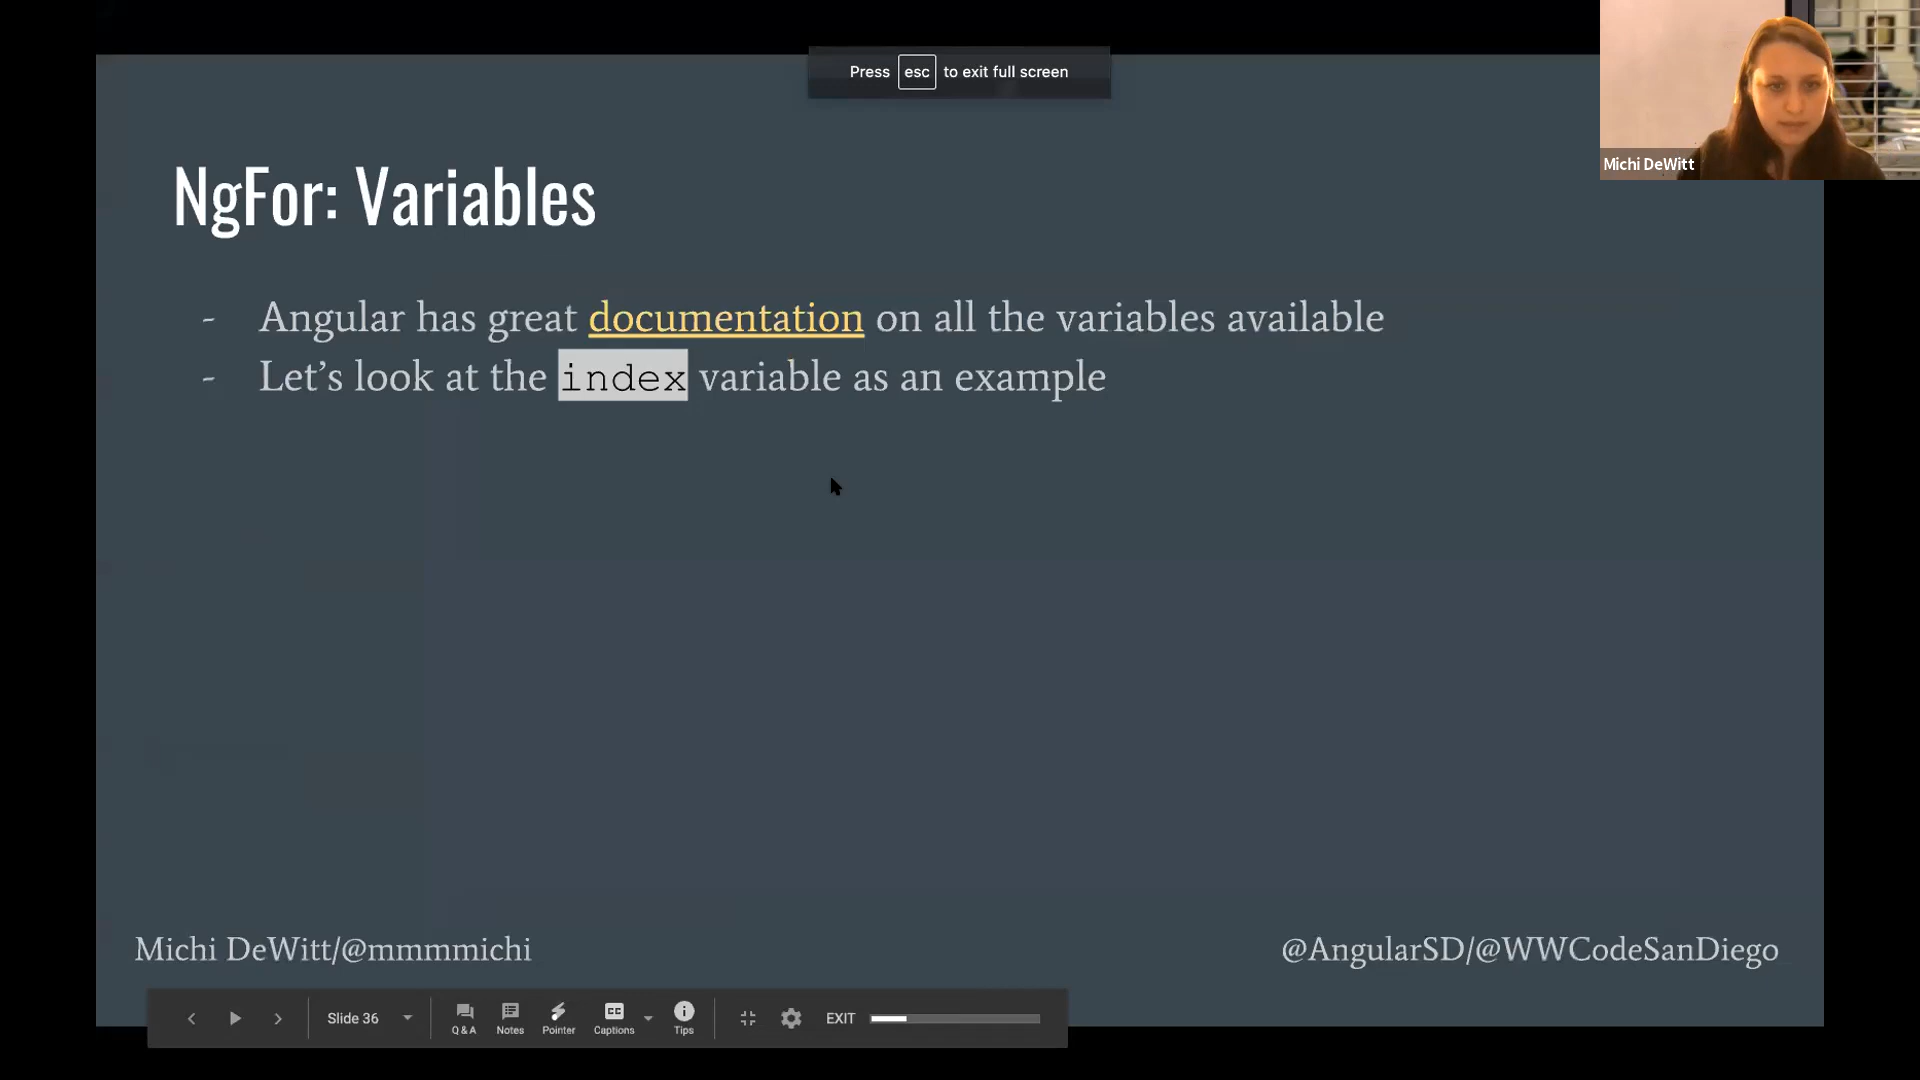 Press esc to exit full screen
Michi DeWitt
NgFor: Variables
- Angular has great documentation on all the variables available
- Let’s look at the index variable as an example
Michi DeWitt/@mmmmichi
@AngularSD/@WWCodeSanDiego
Slide 36
Q & A
Notes
Pointer
CC
Captions
Tips
EXIT